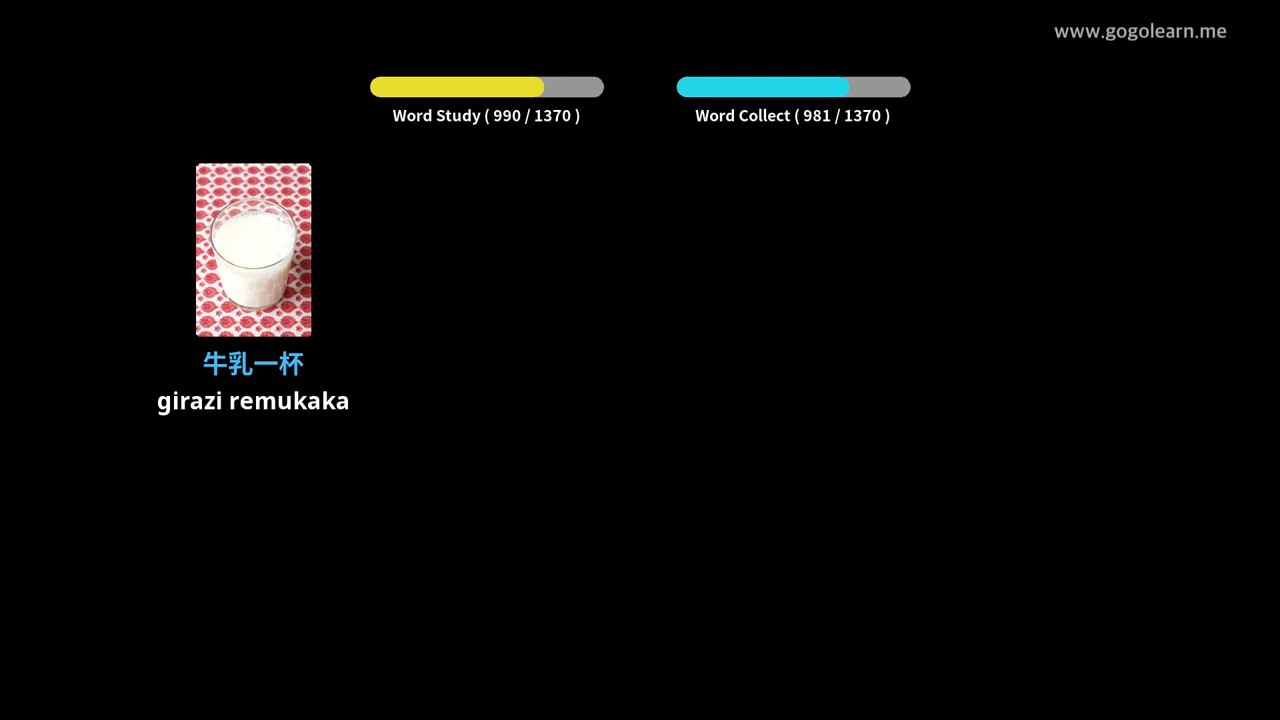 www.gogolearn.me
Word Study ( 990 / 1370 )
Word Collect ( 981 / 1370 )
牛乳一杯
girazi remukaka